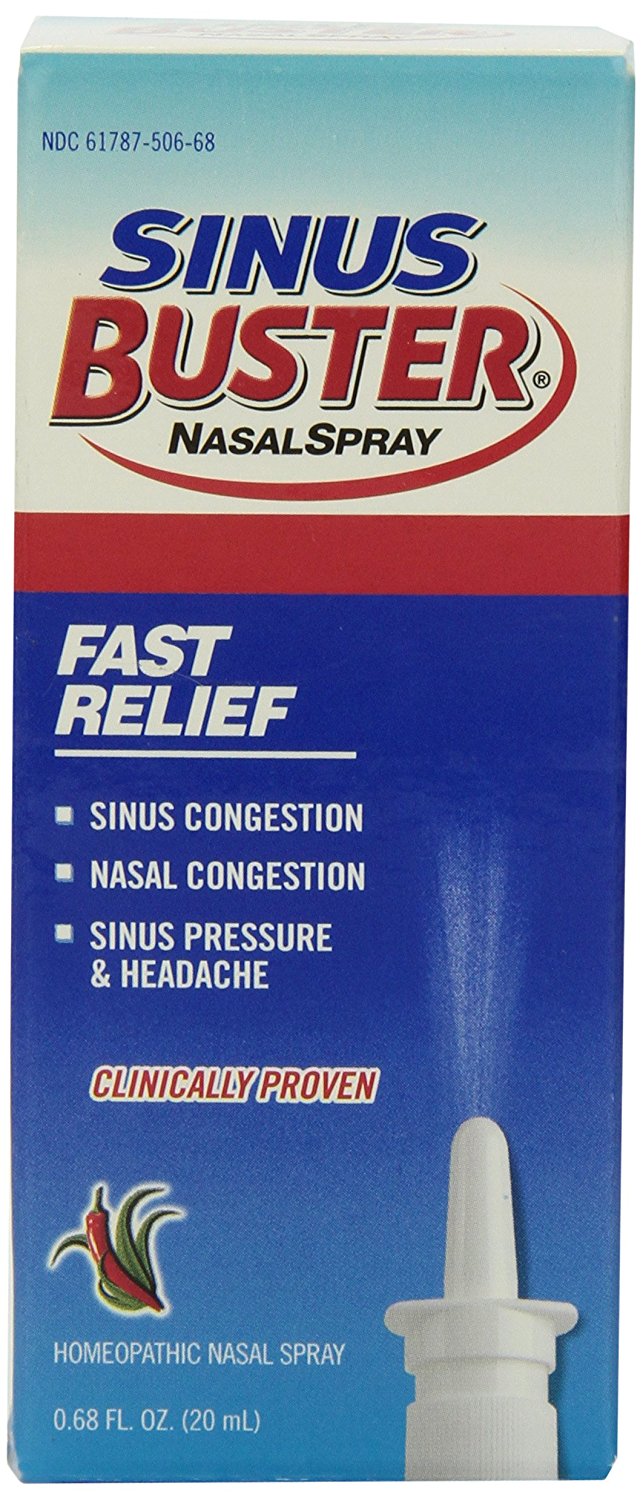 NDC 61787-506-68
SINUS
BUSTER®
NASALSPRAY
FAST
RELIEF
SINUS CONGESTION
NASAL CONGESTION
SINUS PRESSURE
& HEADACHE
CLINICALLY PROVEN
HOMEOPATHIC NASAL SPRAY
0.68 FL. OZ. (20 mL)